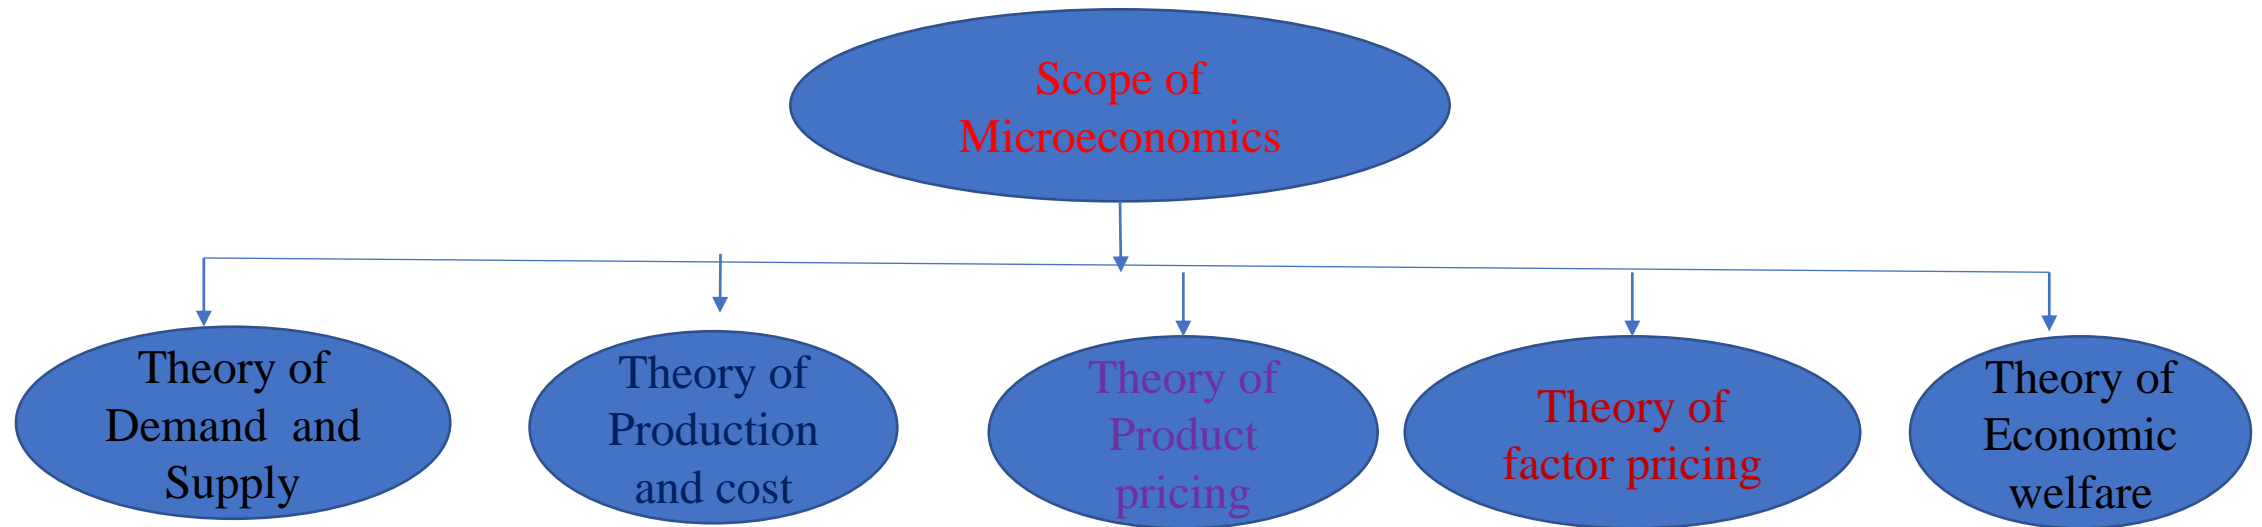 Scope of
Microeconomics
Theory of
Demand and
Supply
Theory of
Production
and cost
Theory of
Product
pricing
Theory of
factor pricing
Theory of
Economic
welfare